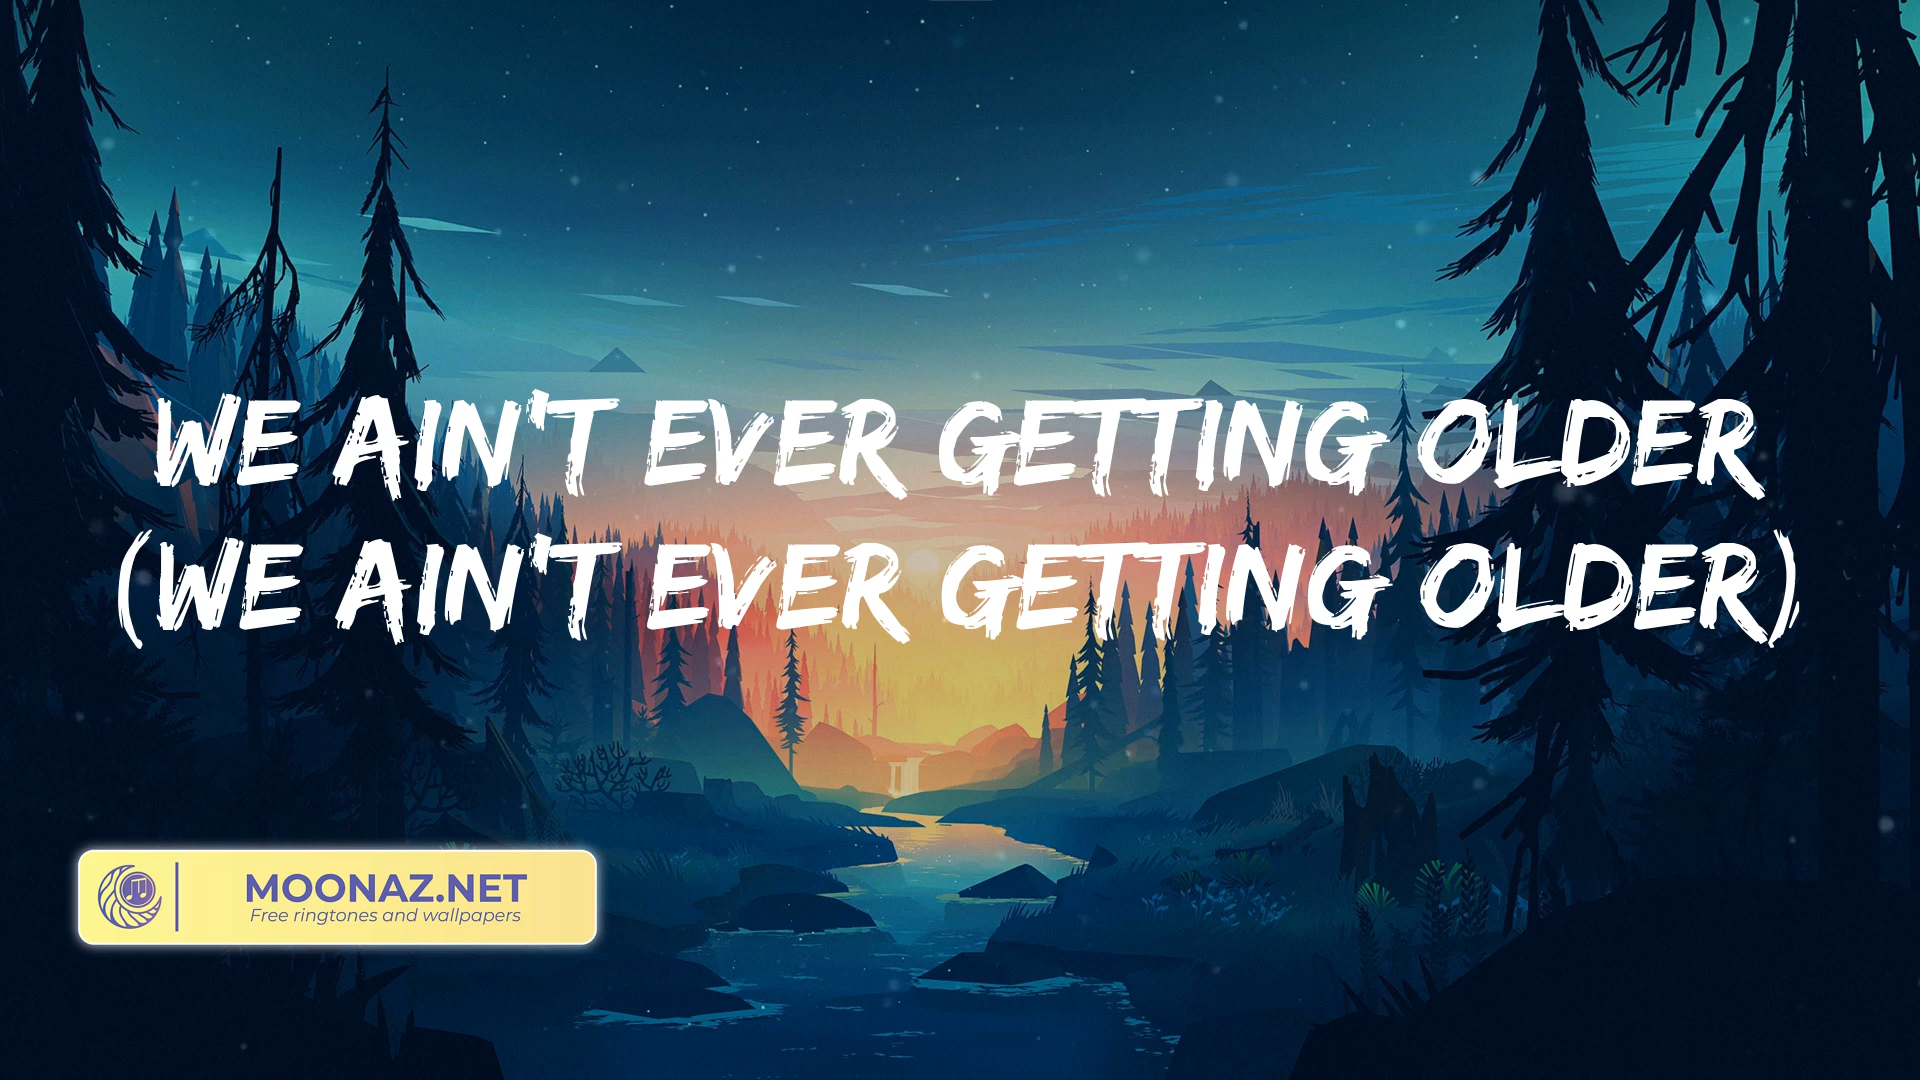 WE AIN'T EVER GETTING OLDER
(WE AIN'T EVER GETTING OLDER)
MOONAZ.NET
Free ringtones and wallpapers